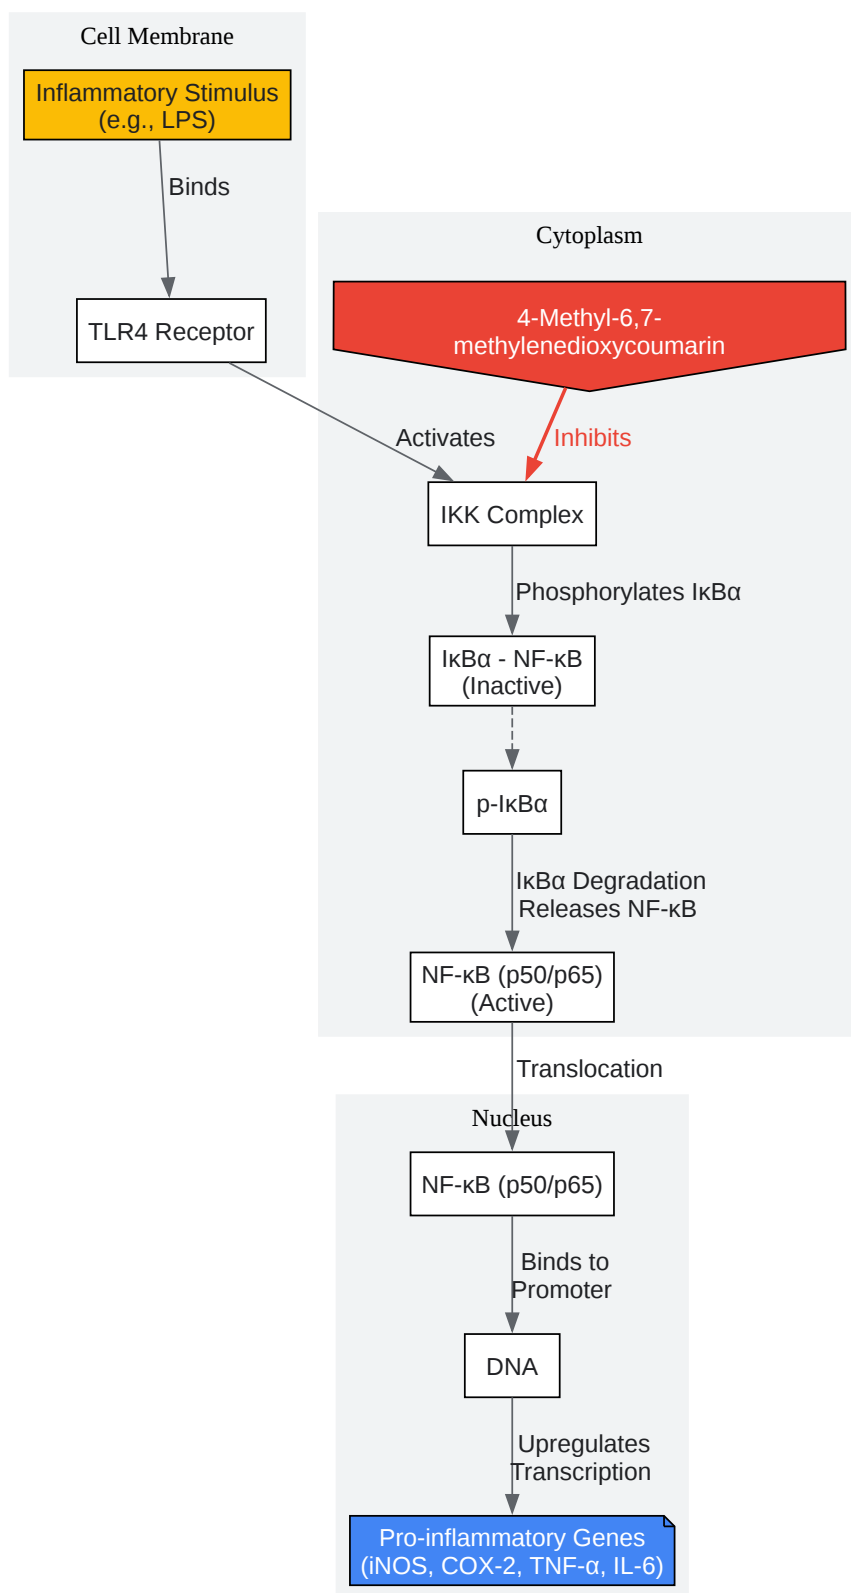 Cell Membrane
Inflammatory Stimulus
(e.g., LPS)
Binds
TLR4 Receptor
Cytoplasm
4-Methyl-6,7-
methylenedioxycoumarin
Activates
Inhibits
IKK Complex
Phosphorylates IκBα
IκBα - NF-κB
(Inactive)
p-IκBα
IκBα Degradation
Releases NF-κB
NF-κB (p50/p65)
(Active)
Translocation
Nucleus
NF-κB (p50/p65)
Binds to
Promoter
DNA
Upregulates
Transcription
Pro-inflammatory Genes
(iNOS, COX-2, TNF-α, IL-6)